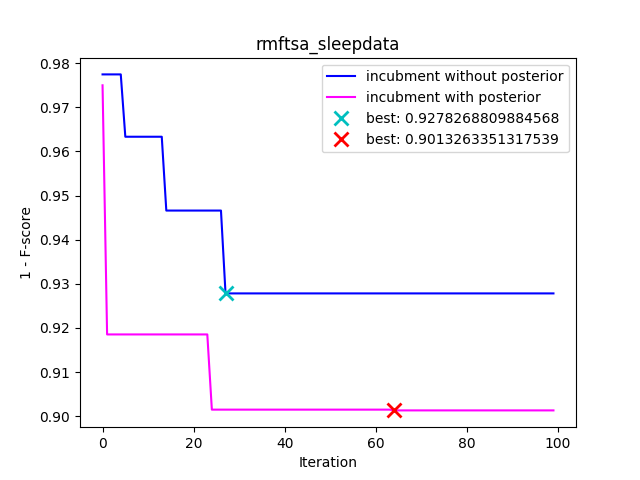 rmftsa_sleepdata
incubment without posterior
incubment with posterior
best: 0.9278268809884568
best: 0.9013263351317539
0.98
0.97
0.96
0.95
0.94
0.93
0.92
0.91
0.90
1 - F-score
0 20 40 60 80 100
Iteration